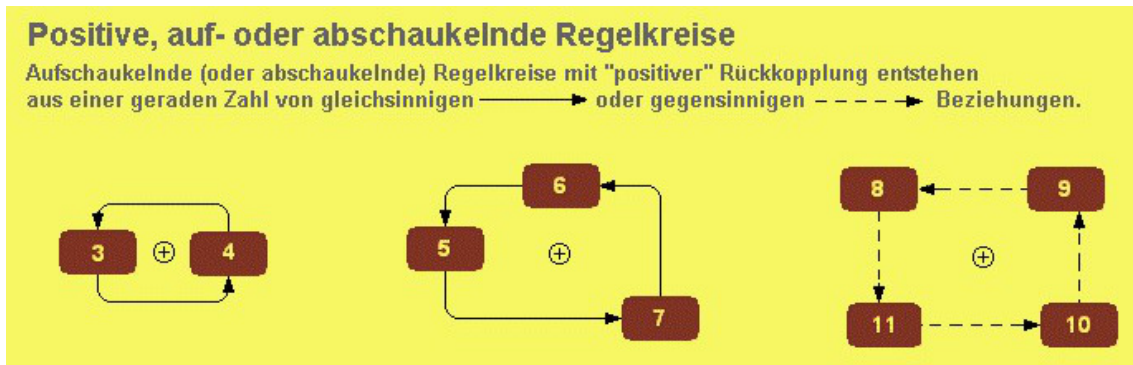 Positive, auf- oder abschaukelnde Regelkreise
Aufschaukelnde (oder abschaukelnde) Regelkreise mit "positiver" Rückkopplung entstehen
aus einer geraden Zahl von gleichsinnigen oder gegensinnigen Beziehungen.
6
8 9
5
3 4
7
11 10